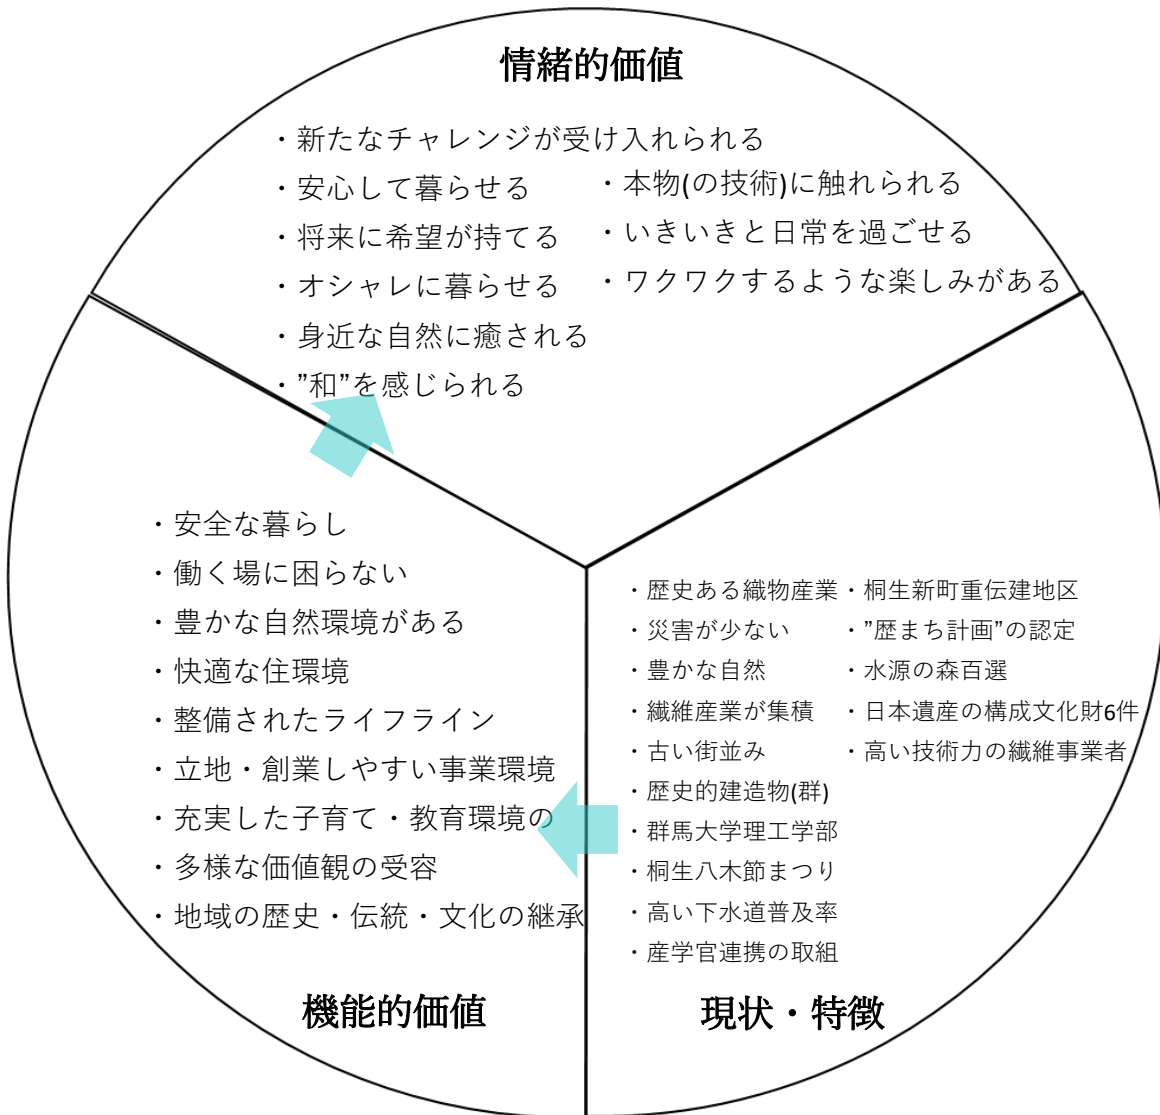 情緒的価値
・新たなチャレンジが受け入れられる
・安心して暮らせる
・将来に希望が持てる
・オシャレに暮らせる
・身近な自然に癒される
・”和”を感じられる
・本物(の技術)に触れられる
・いきいきと日常を過ごせる
・ワクワクするような楽しみがある
・安全な暮らし
・働く場に困らない
・豊かな自然環境がある
・快適な住環境
・整備されたライフライン
・立地・創業しやすい事業環境
・充実した子育て・教育環境の
・多様な価値観の受容
・地域の歴史・伝統・文化の継承
機能的価値
・歴史ある織物産業
・災害が少ない
・豊かな自然
・繊維産業が集積
・古い街並み
・歴史的建造物(群)
・群馬大学理工学部
・桐生八木節まつり
・高い下水道普及率
・産学官連携の取組
・桐生新町重伝建地区
・”歴まち計画”の認定
・水源の森百選
・日本遺産の構成文化財6件
・高い技術力の繊維事業者
現状・特徴